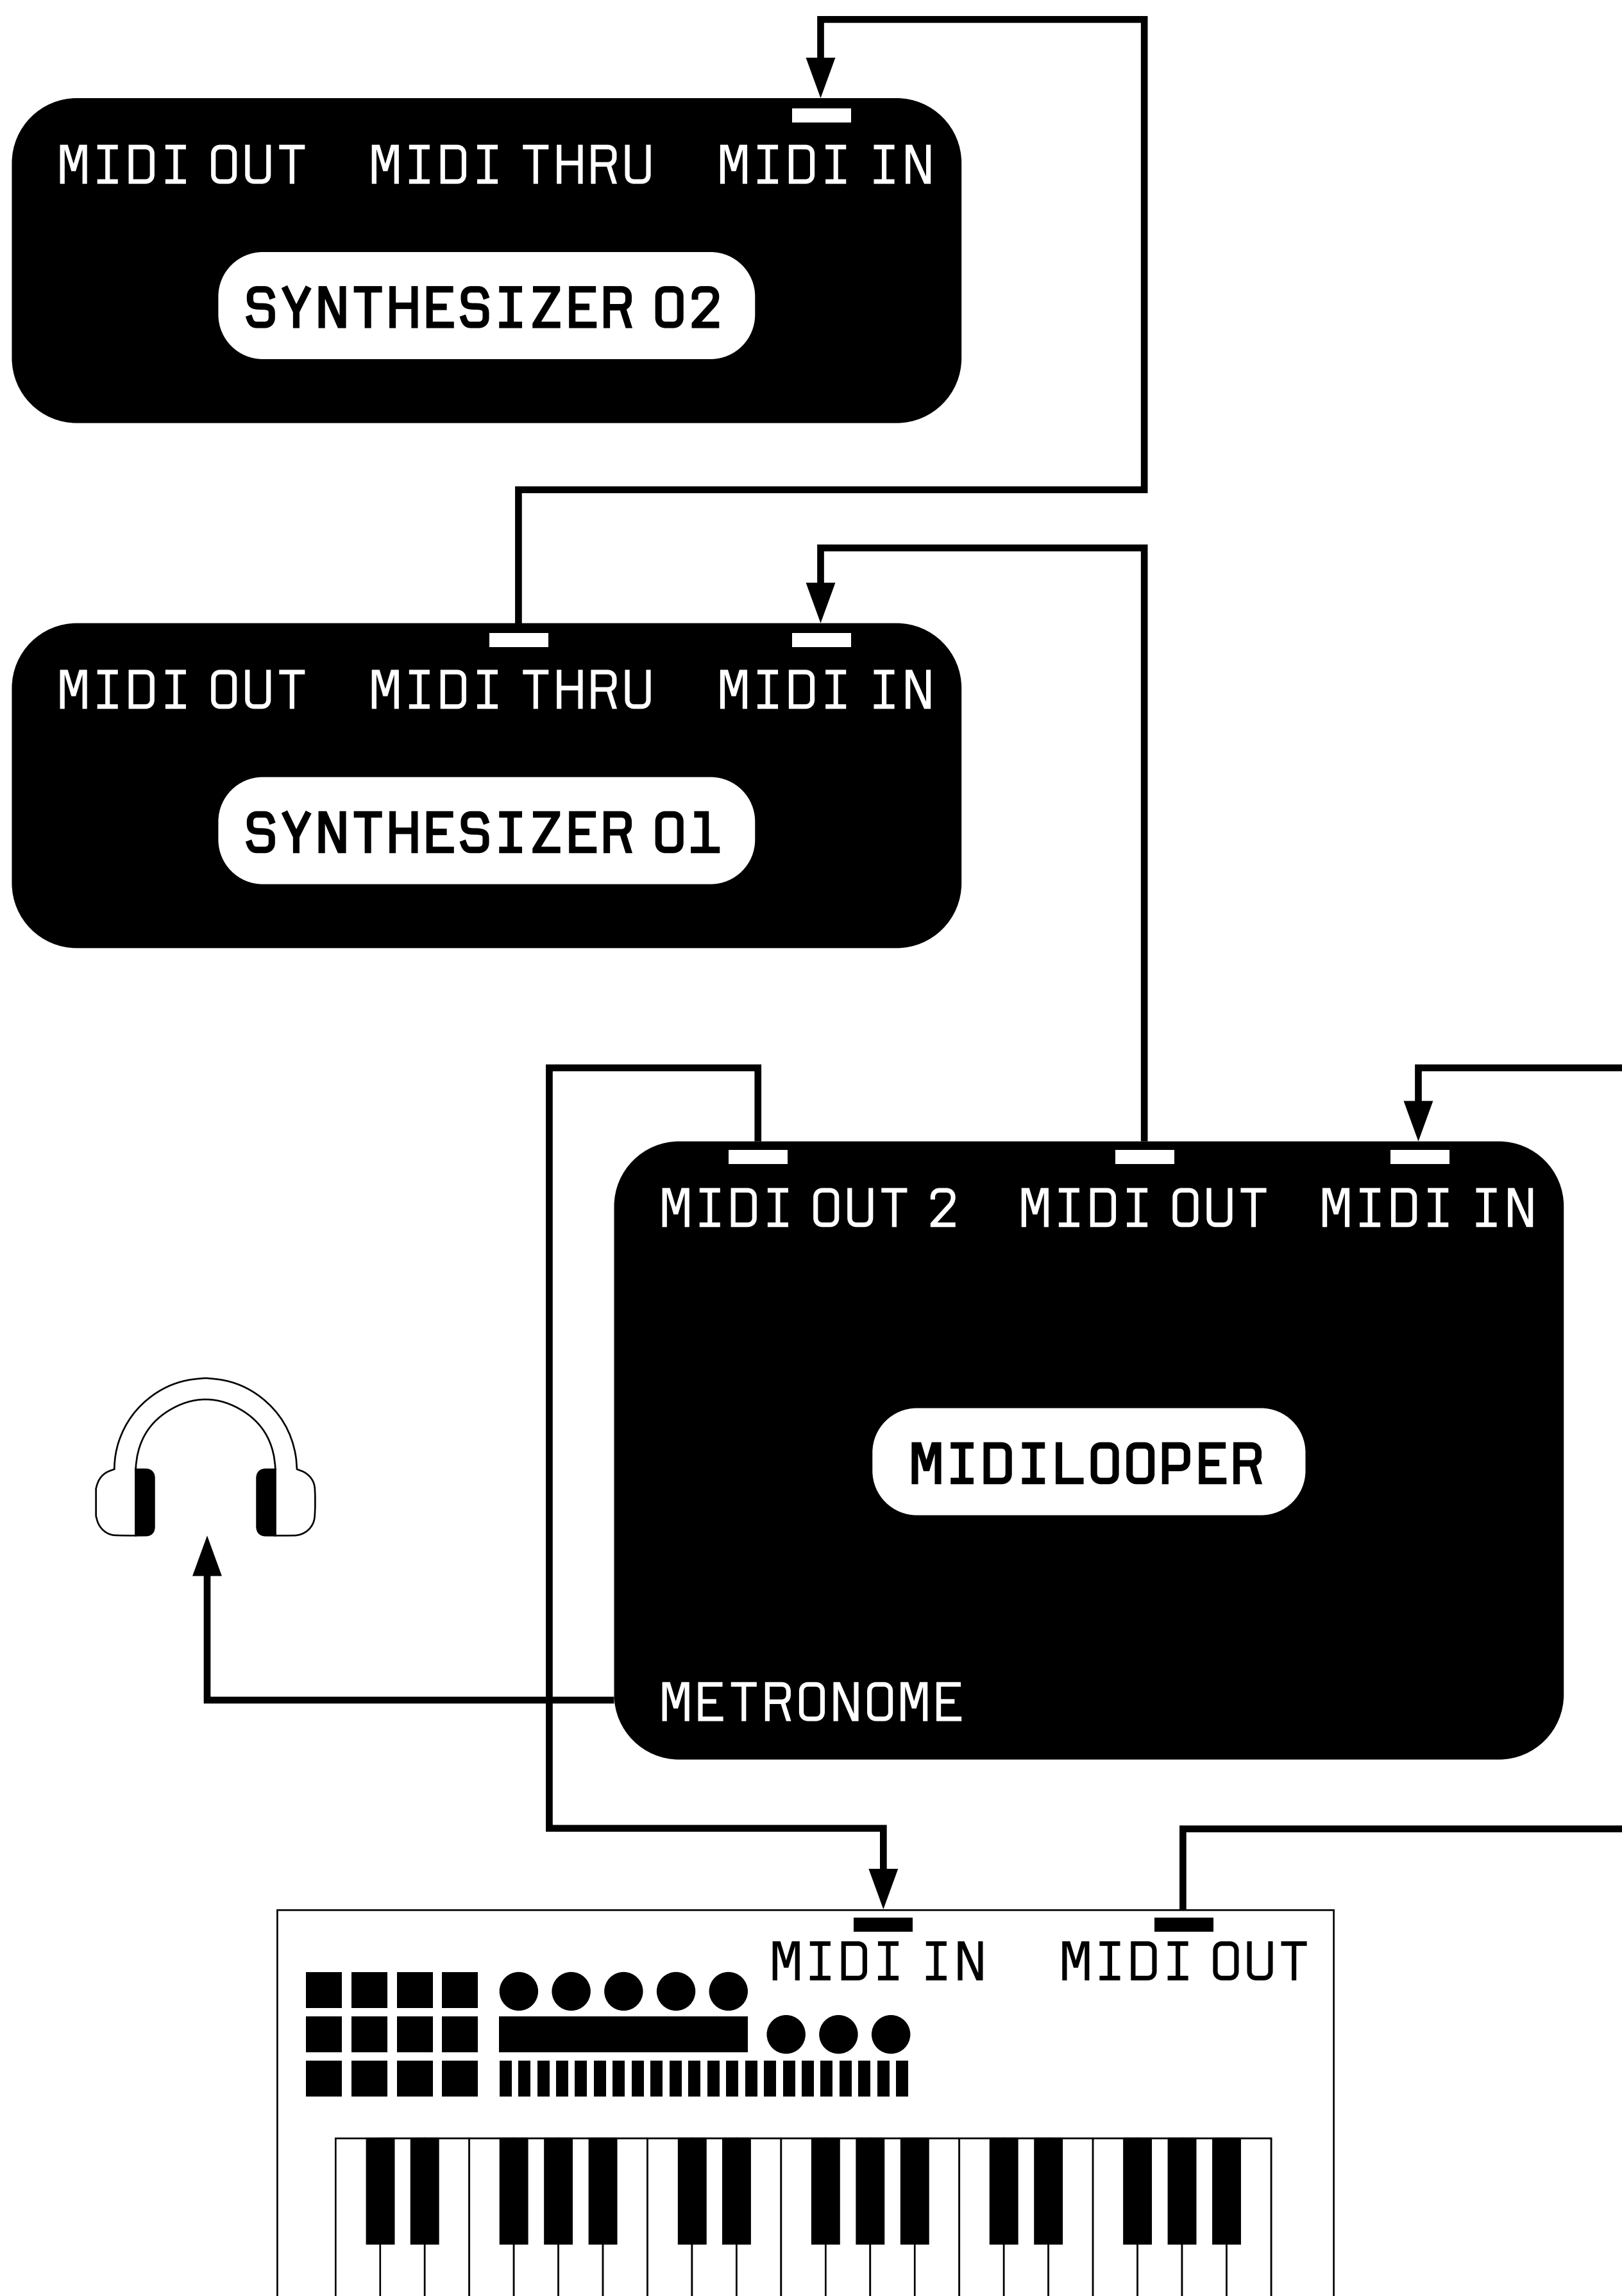 MIDI OUT MIDI THRU MIDI IN
SYNTHESIZER 02
MIDI OUT MIDI THRU MIDI IN
SYNTHESIZER 01
MIDI OUT 2 MIDI OUT MIDI IN
MIDILOOPER
METRONOME
MIDI IN MIDI OUT